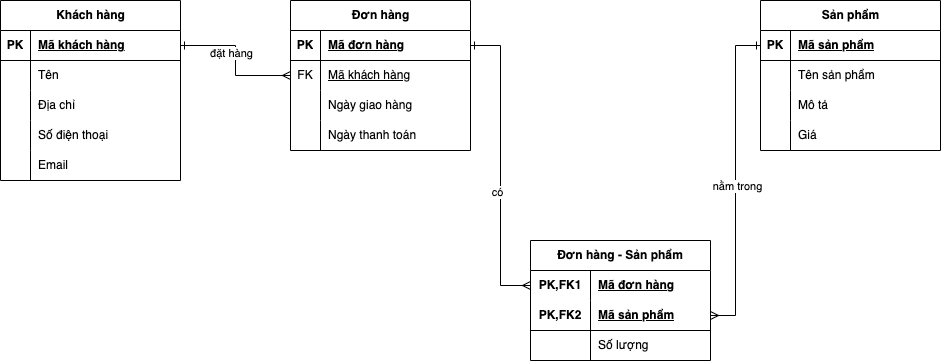 Khách hàng
PK Mã khách hàng
Tên
Địa chỉ
Số điện thoại
Email
đặt hàng
Đơn hàng
PK Mã đơn hàng
FK Mã khách hàng
Ngày giao hàng
Ngày thanh toán
có
Sản phẩm
PK Mã sản phẩm
Tên sản phẩm
Mô tả
Giá
nằm trong
Đơn hàng - Sản phẩm
PK,FK1 Mã đơn hàng
PK,FK2 Mã sản phẩm
Số lượng